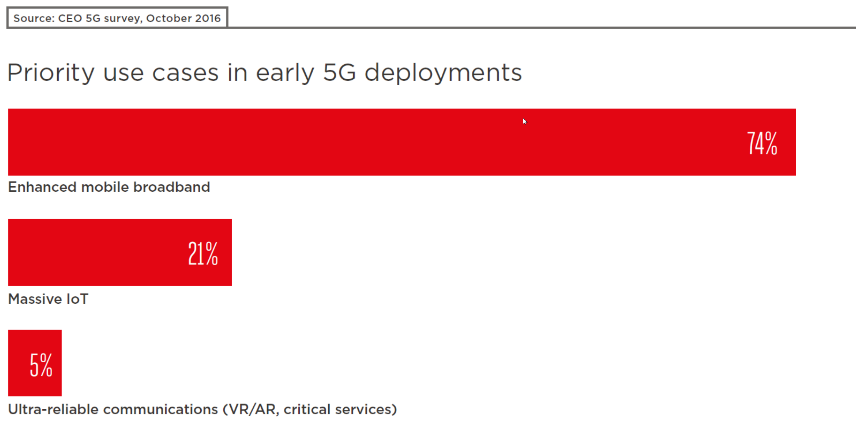 Source: CEO 5G survey, October 2016
Priority use cases in early 5G deployments
74%
Enhanced mobile broadband
21%
Massive IoT
5%
Ultra-reliable communications (VR/AR, critical services)